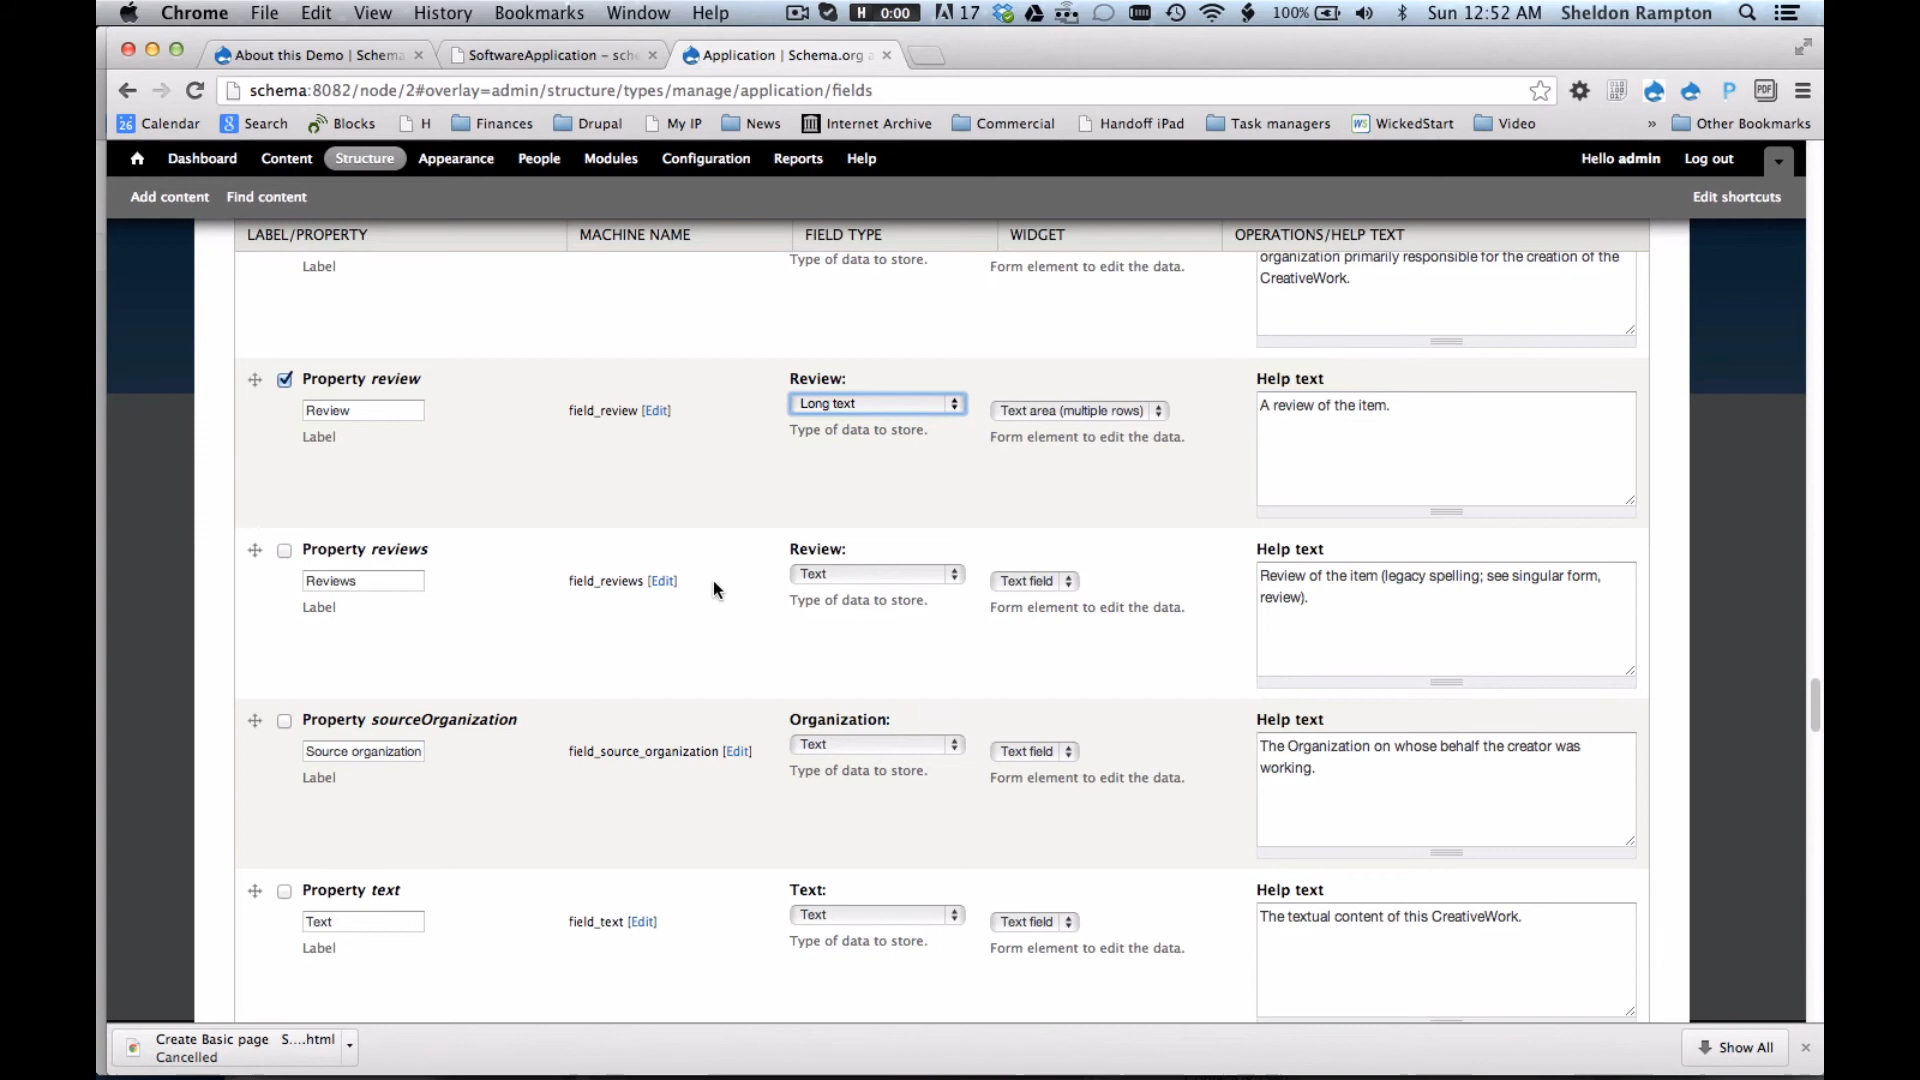 Chrome File Edit View History Bookmarks Window Help H 0:00 17 100% Sun 12:52 AM Sheldon Rampton
About this Demo | Schema SoftwareApplication – sche Application | Schema.org a
schema:8082/node/2#overlay=admin/structure/types/manage/application/fields PDF
26 Calendar 8 Search Blocks H Finances Drupal My IP News Internet Archive Commercial Handoff iPad Task managers WS WickedStart Video » Other Bookmarks
Dashboard Content Structure Appearance People Modules Configuration Reports Help Hello admin Log out
Add content Find content Edit shortcuts
LABEL/PROPERTY MACHINE NAME FIELD TYPE WIDGET OPERATIONS/HELP TEXT
Label Type of data to store. Form element to edit the data. organization primarily responsible for the creation of the
CreativeWork.
Property review Review: Help text
Review field_review [Edit] Long text Text area (multiple rows) A review of the item.
Label Type of data to store. Form element to edit the data.
Property reviews Review: Help text
Reviews field_reviews [Edit] Text Text field Review of the item (legacy spelling; see singular form,
review).
Label Type of data to store. Form element to edit the data.
Property sourceOrganization Organization: Help text
Source organization field_source_organization [Edit] Text Text field The Organization on whose behalf the creator was
working.
Label Type of data to store. Form element to edit the data.
Property text Text: Help text
Text field_text [Edit] Text Text field The textual content of this CreativeWork.
Label Type of data to store. Form element to edit the data.
Create Basic page S....html Show All
Cancelled